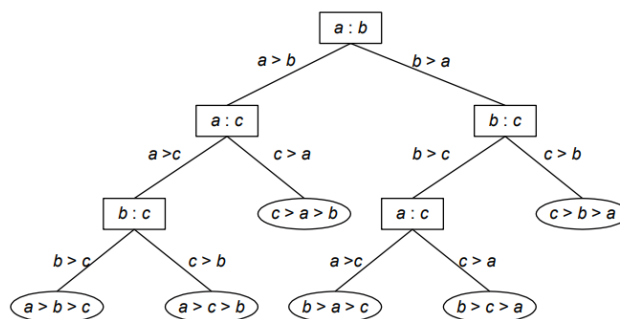 a : b
a > b
b > a
a : c
b : c
a >c
c > a
b > c
c > b
b : c
c > a > b
a : c
c > b > a
b > c
c > b
a >c
c > a
a > b > c
a > c > b
b > a > c
b > c > a